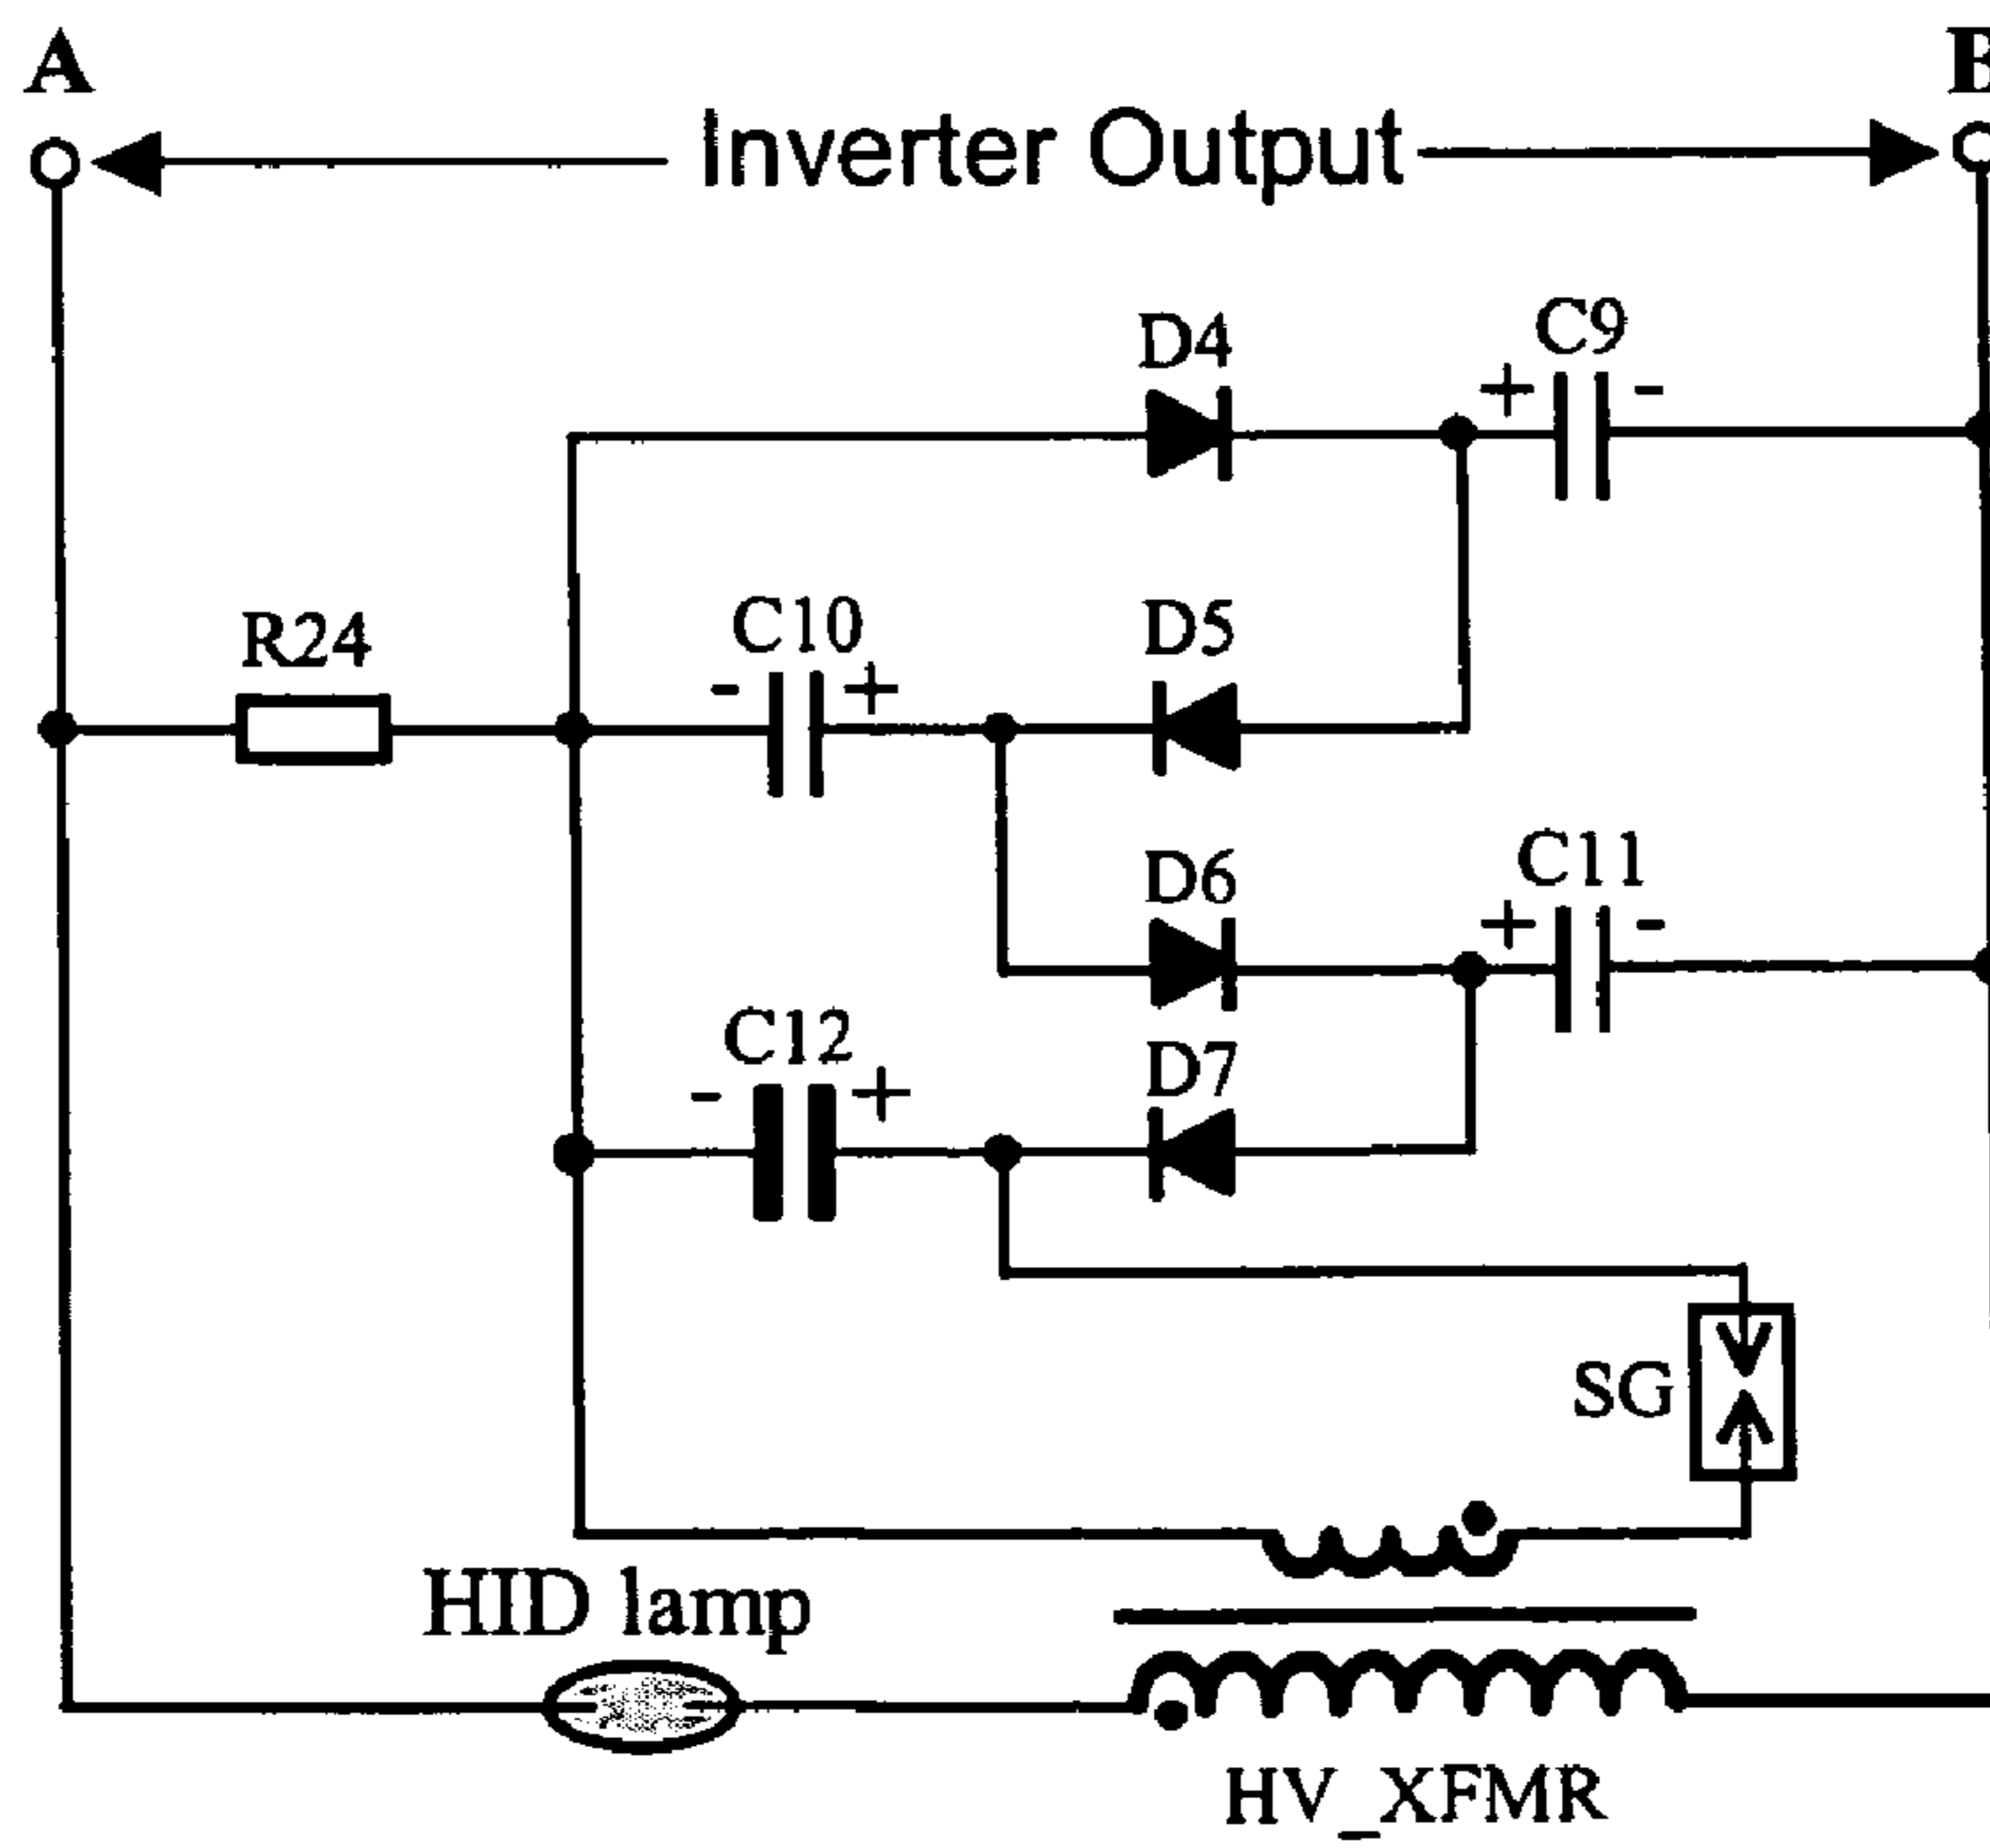 A
B
Inverter Output
D4
C9
+
-
R24
C10
-
+
D5
D6
C11
+
-
C12
-
+
D7
SG
HID lamp
HV_XFMR